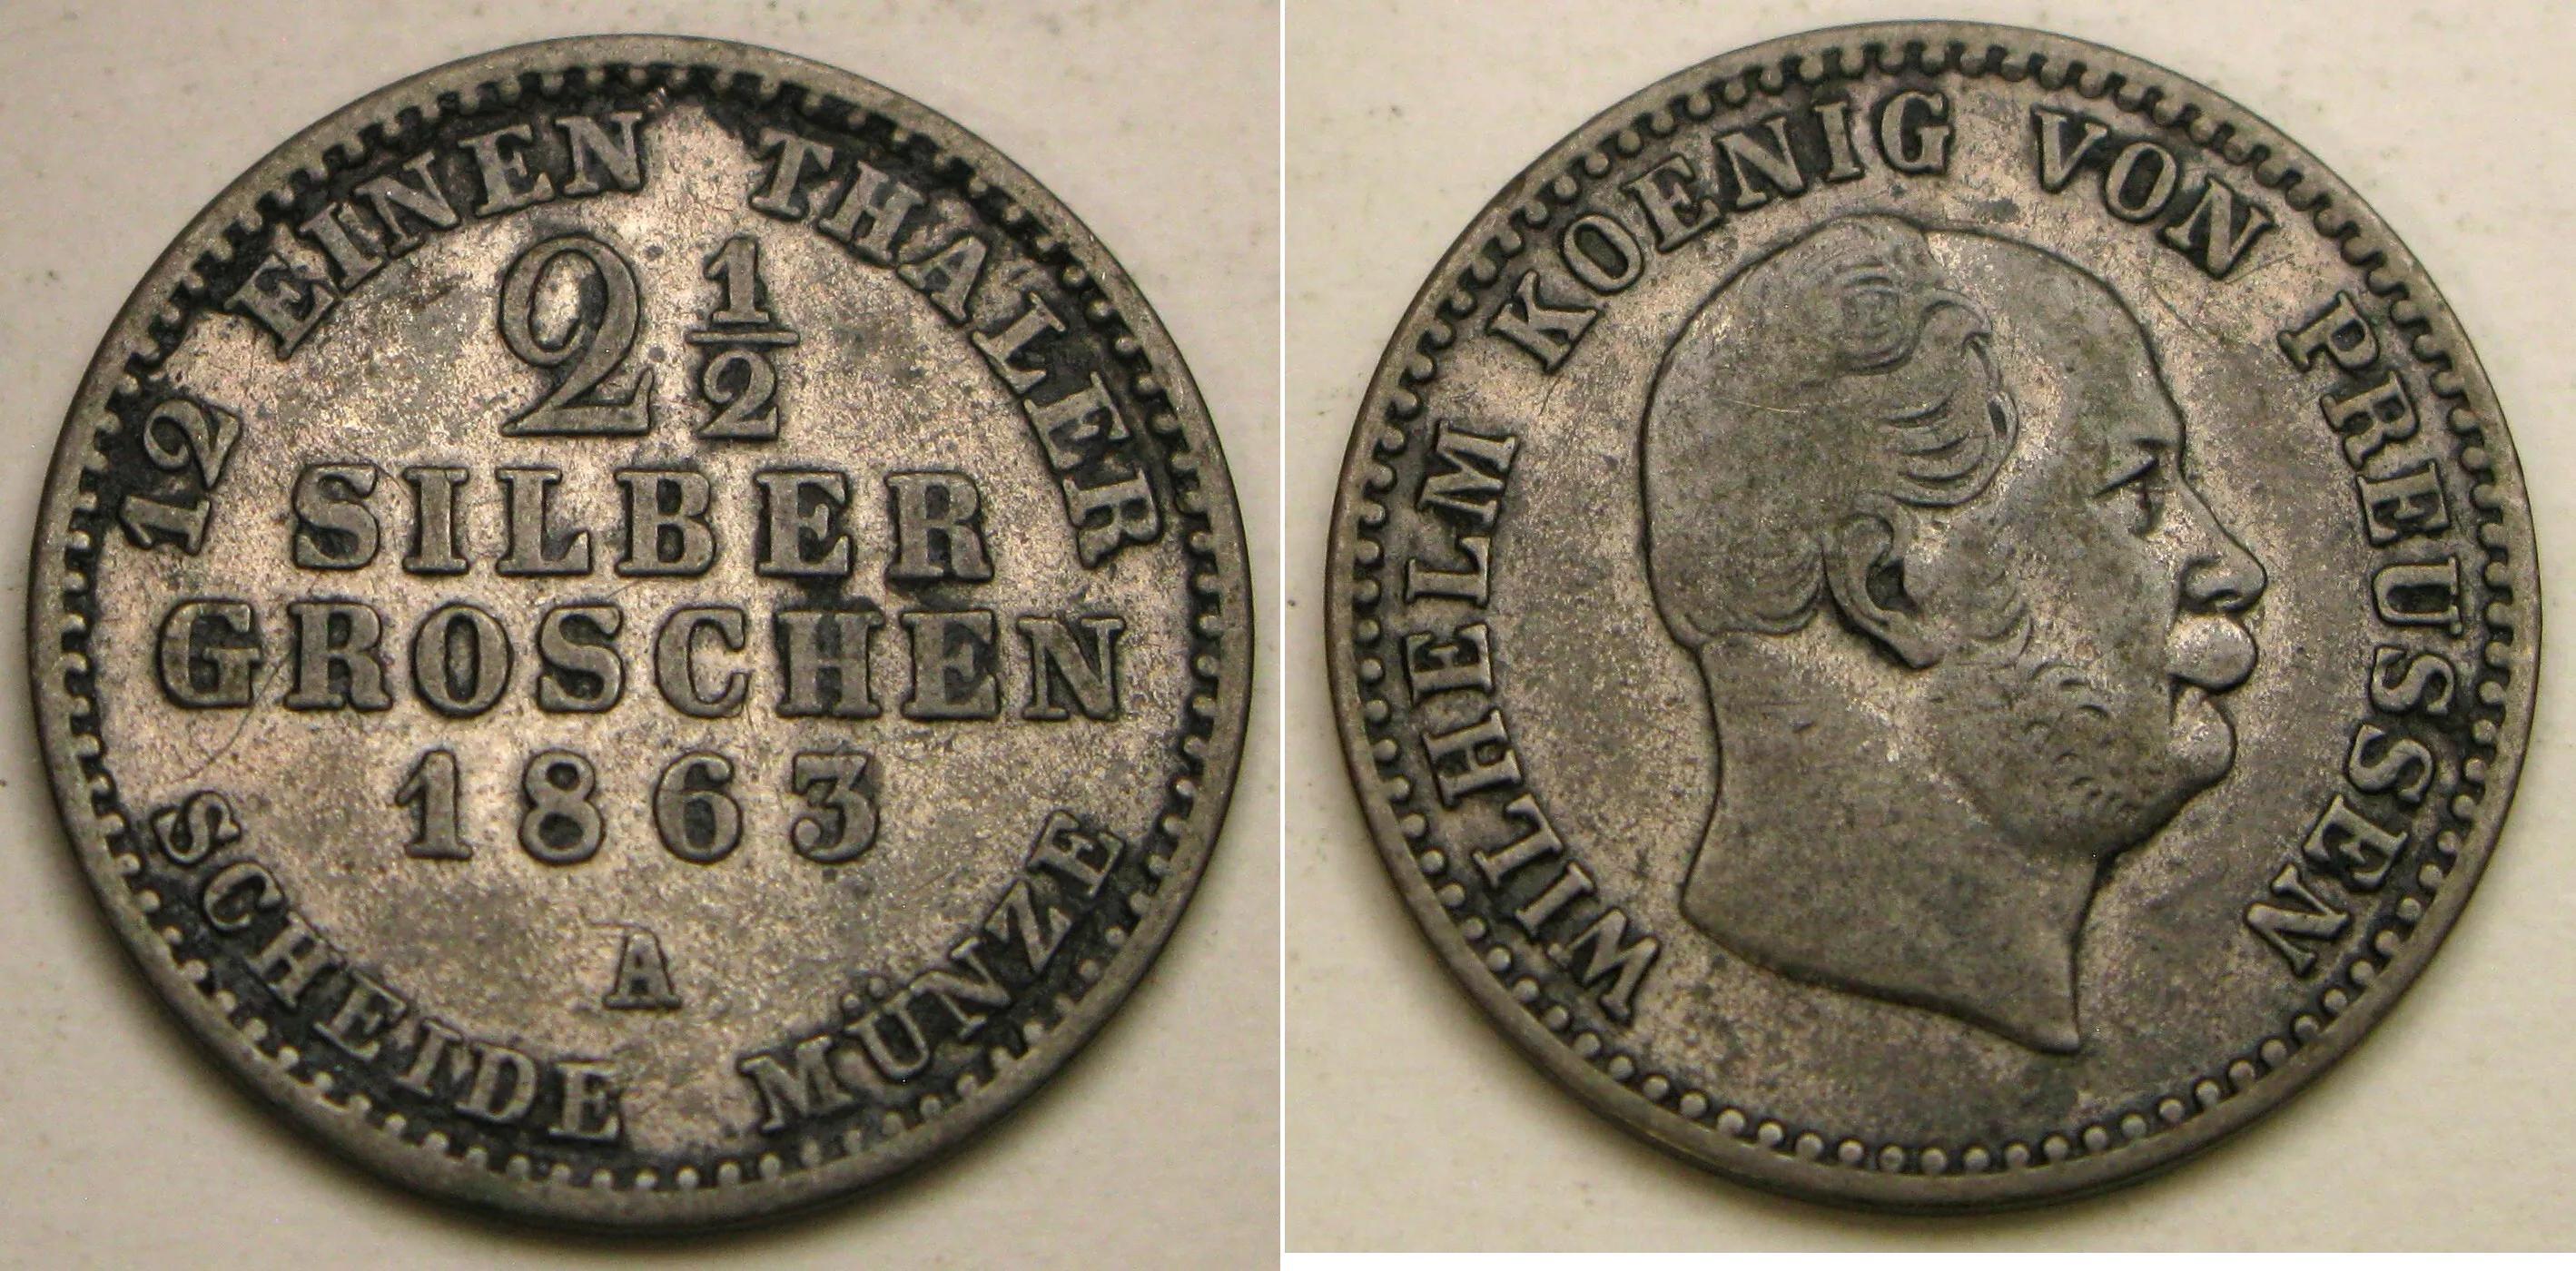 12 EINEN THALER
2 1/2
SILBER
GROSCHEN
1863
A
SCHEIDE MÜNZE
WILHELM KOENIG VON PREUSSEN